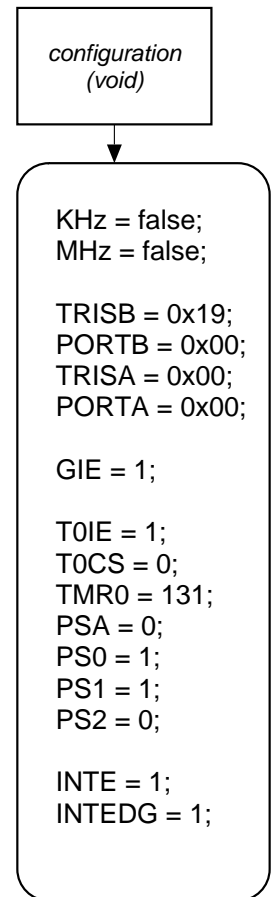 configuration
(void)
KHz = false;
MHz = false;
TRISB = 0x19;
PORTB = 0x00;
TRISA = 0x00;
PORTA = 0x00;
GIE = 1;
T0IE = 1;
T0CS = 0;
TMR0 = 131;
PSA = 0;
PS0 = 1;
PS1 = 1;
PS2 = 0;
INTE = 1;
INTEDG = 1;